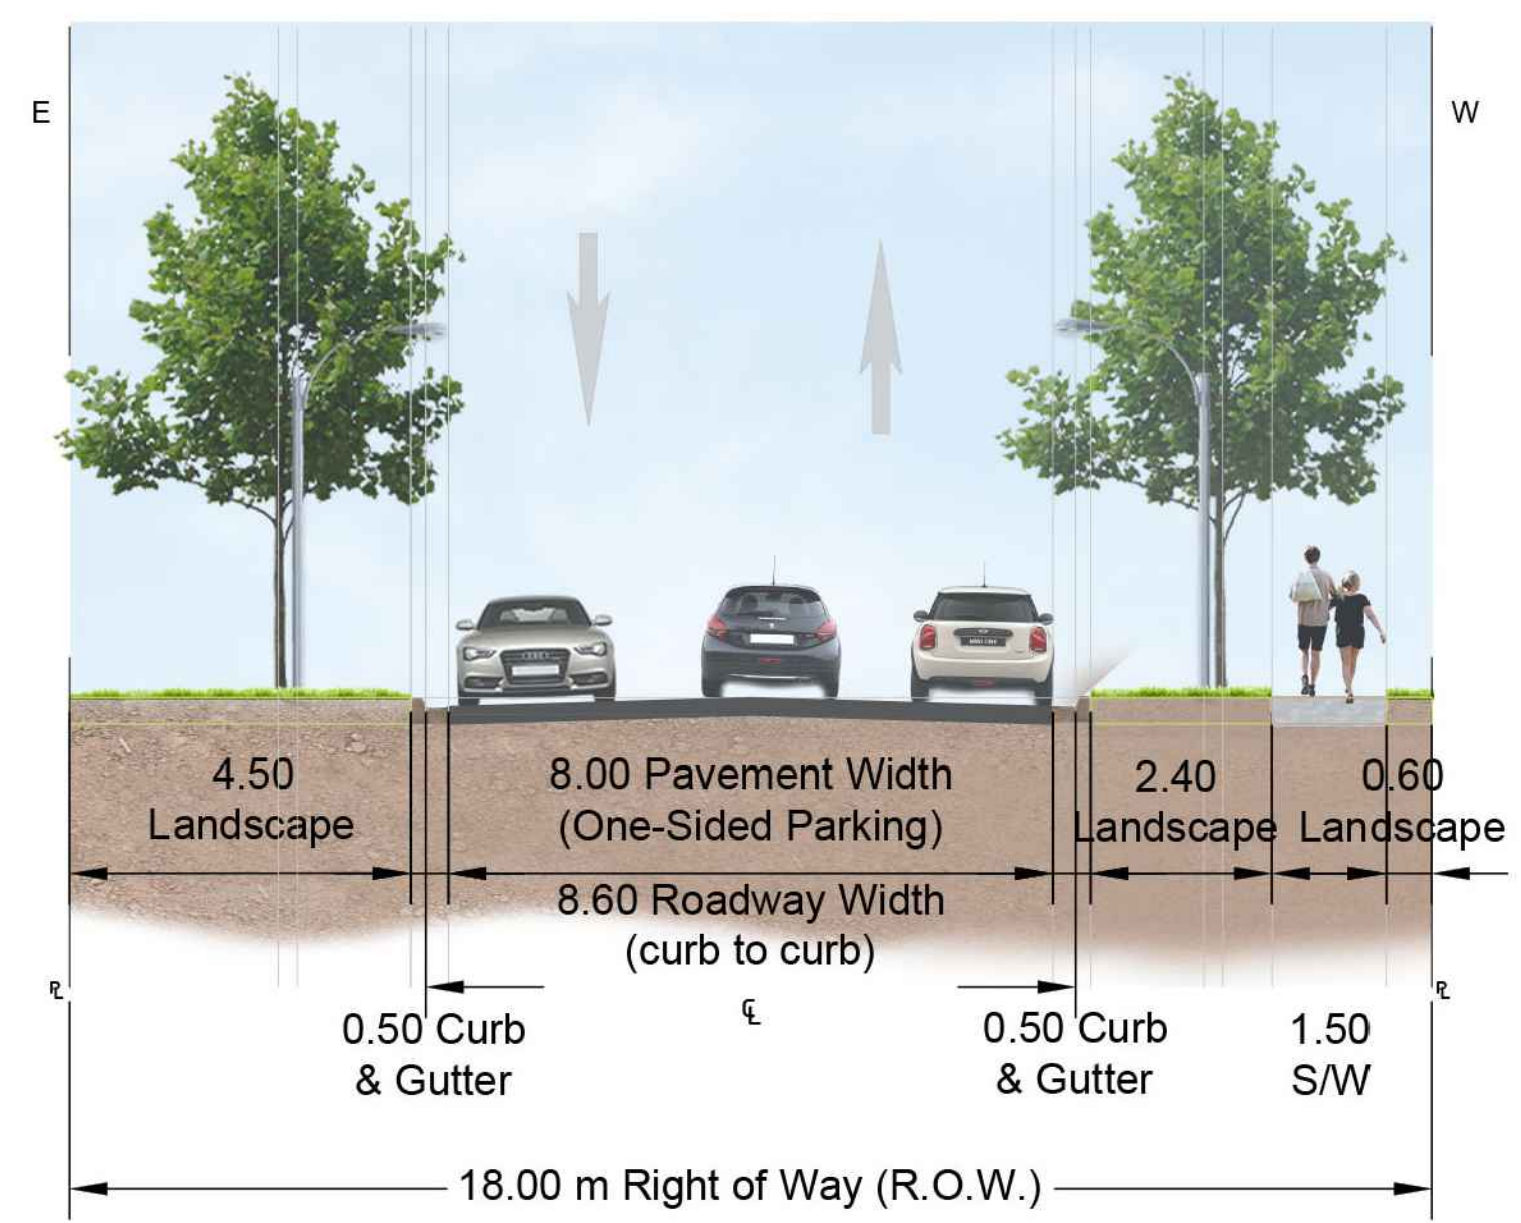 E
W
4.50
Landscape
8.00 Pavement Width
(One-Sided Parking)
2.40
Landscape
0.60
Landscape
8.60 Roadway Width
(curb to curb)
℄
0.50 Curb
& Gutter
0.50 Curb
& Gutter
1.50
S/W
⅊
⅊
18.00 m Right of Way (R.O.W.)